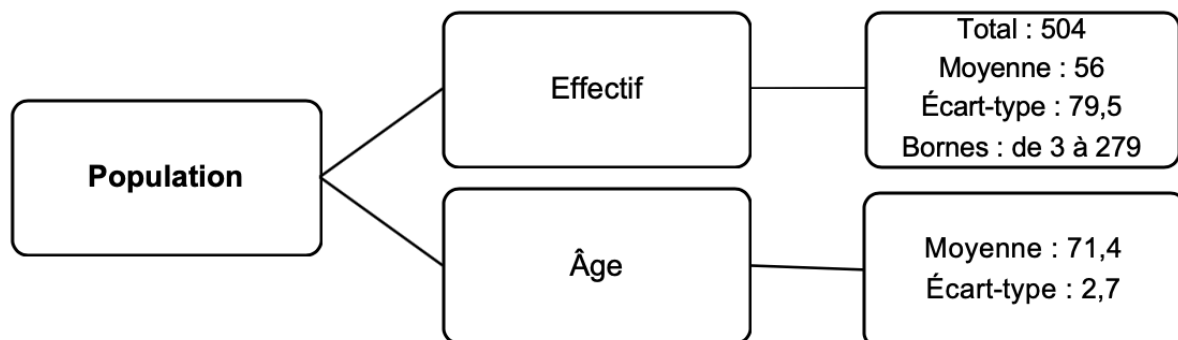 Population
Effectif
Total : 504
Moyenne : 56
Écart-type : 79,5
Bornes : de 3 à 279
Âge
Moyenne : 71,4
Écart-type : 2,7